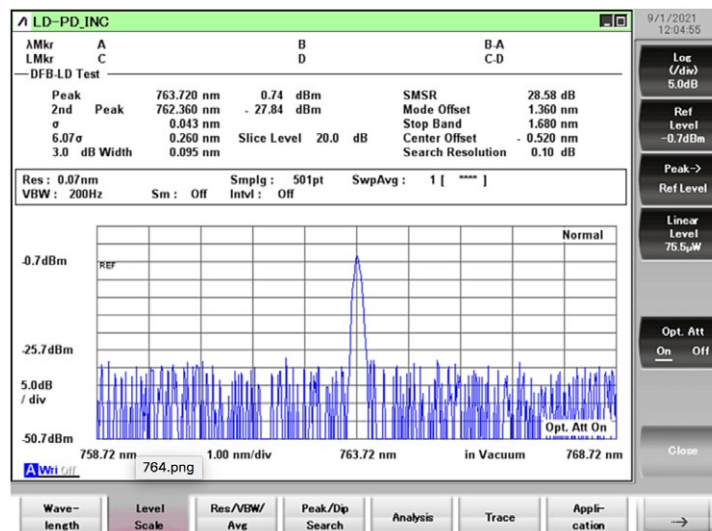 LD-PD_INC
9/1/2021
12:04:55
λMkr A B B-A
LMkr C D C-D
DFB-LD Test
Peak 763.720 nm 0.74 dBm SMSR 28.58 dB
2nd Peak 762.360 nm - 27.84 dBm Mode Offset 1.360 nm
σ 0.043 nm Stop Band 1.680 nm
6.07σ 0.260 nm Slice Level 20.0 dB Center Offset - 0.520 nm
3.0 dB Width 0.095 nm Search Resolution 0.10 dB
Res : 0.07nm Smplg : 501pt SwpAvg : 1 [ **** ]
VBW : 200Hz Sm : Off Intvl : Off
Normal
-0.7dBm
REF
-25.7dBm
5.0dB
/ div
-50.7dBm
Opt. Att On
758.72 nm 1.00 nm/div 763.72 nm in Vacuum 768.72 nm
A Wri Off
764.png
Log
(/div)
5.0dB
Ref
Level
-0.7dBm
Peak->
Ref Level
Linear
Level
75.5µW
Opt. Att
On Off
Close
Wave-
length
Level
Scale
Res/VBW/
Avg
Peak/Dip
Search
Analysis
Trace
Appli-
cation